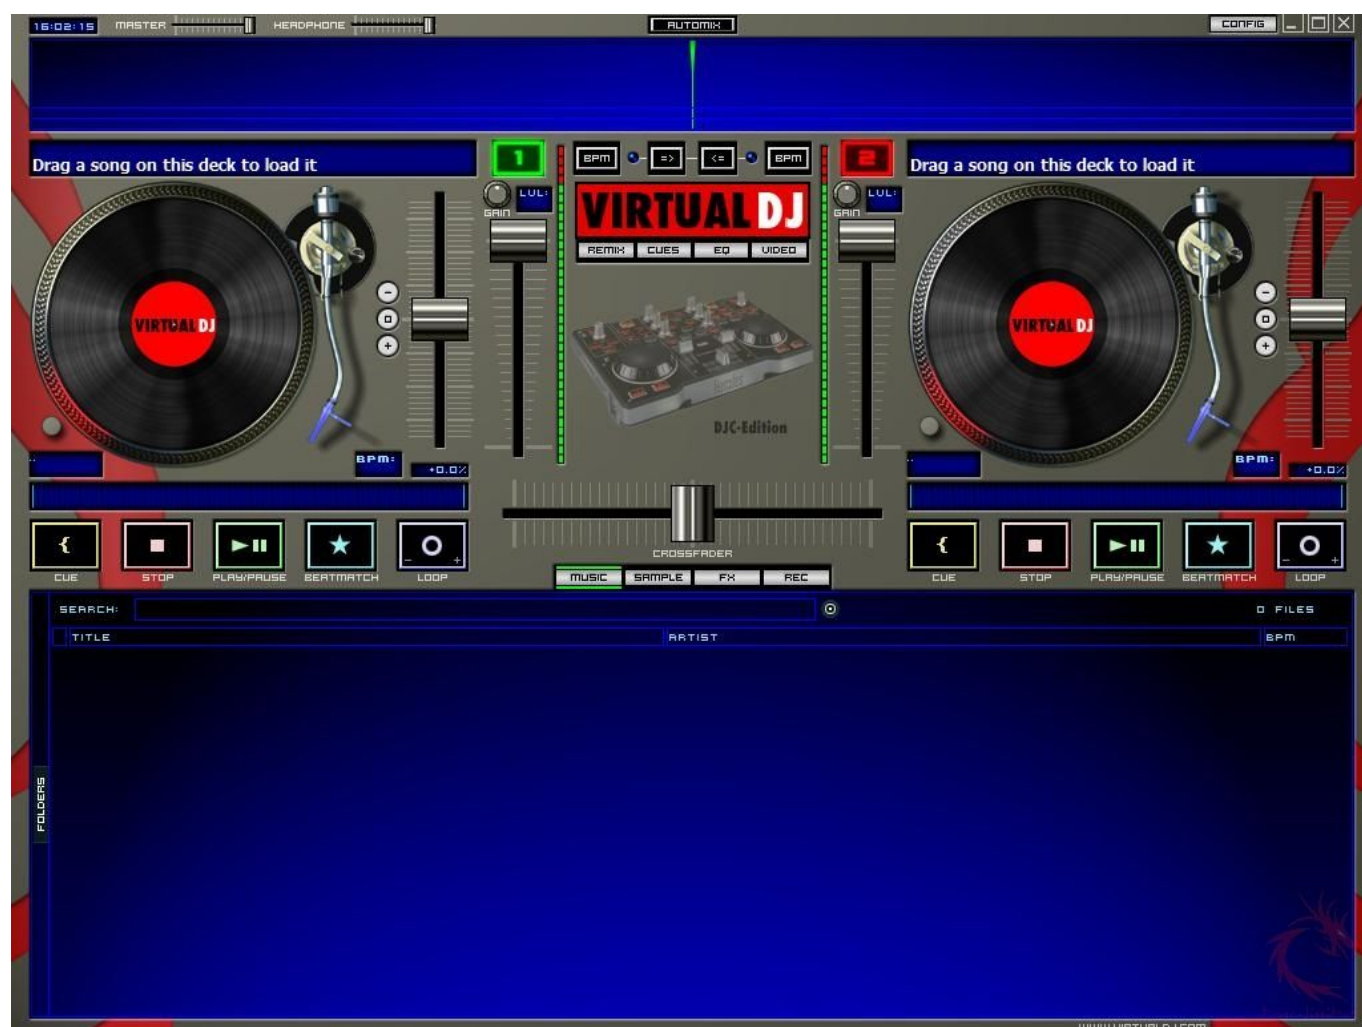 16:02:15 MASTER HEADPHONE AUTOMIX CONFIG
Drag a song on this deck to load it
1 BPM => <= BPM 2
Drag a song on this deck to load it
GAIN LVL:
VIRTUAL DJ
GAIN LVL:
REMIX CUES EQ VIDEO
VIRTUAL DJ
VIRTUAL DJ
DJC-Edition
BPM: +0.0%
BPM: +0.0%
CROSSFADER
CUE STOP PLAY/PAUSE BEATMATCH LOOP
MUSIC SAMPLE FX REC
CUE STOP PLAY/PAUSE BEATMATCH LOOP
SEARCH: 0 FILES
TITLE ARTIST BPM
FOLDERS
WWW.VIRTUALDJ.COM